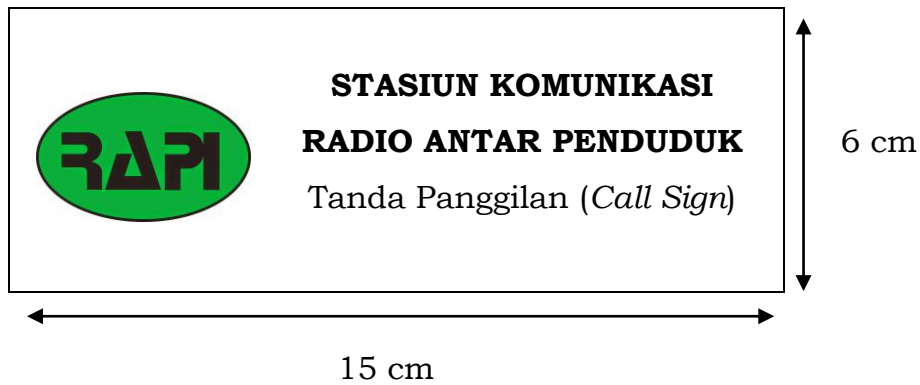 STASIUN KOMUNIKASI
RADIO ANTAR PENDUDUK
RAPI
Tanda Panggilan (Call Sign)
6 cm
15 cm